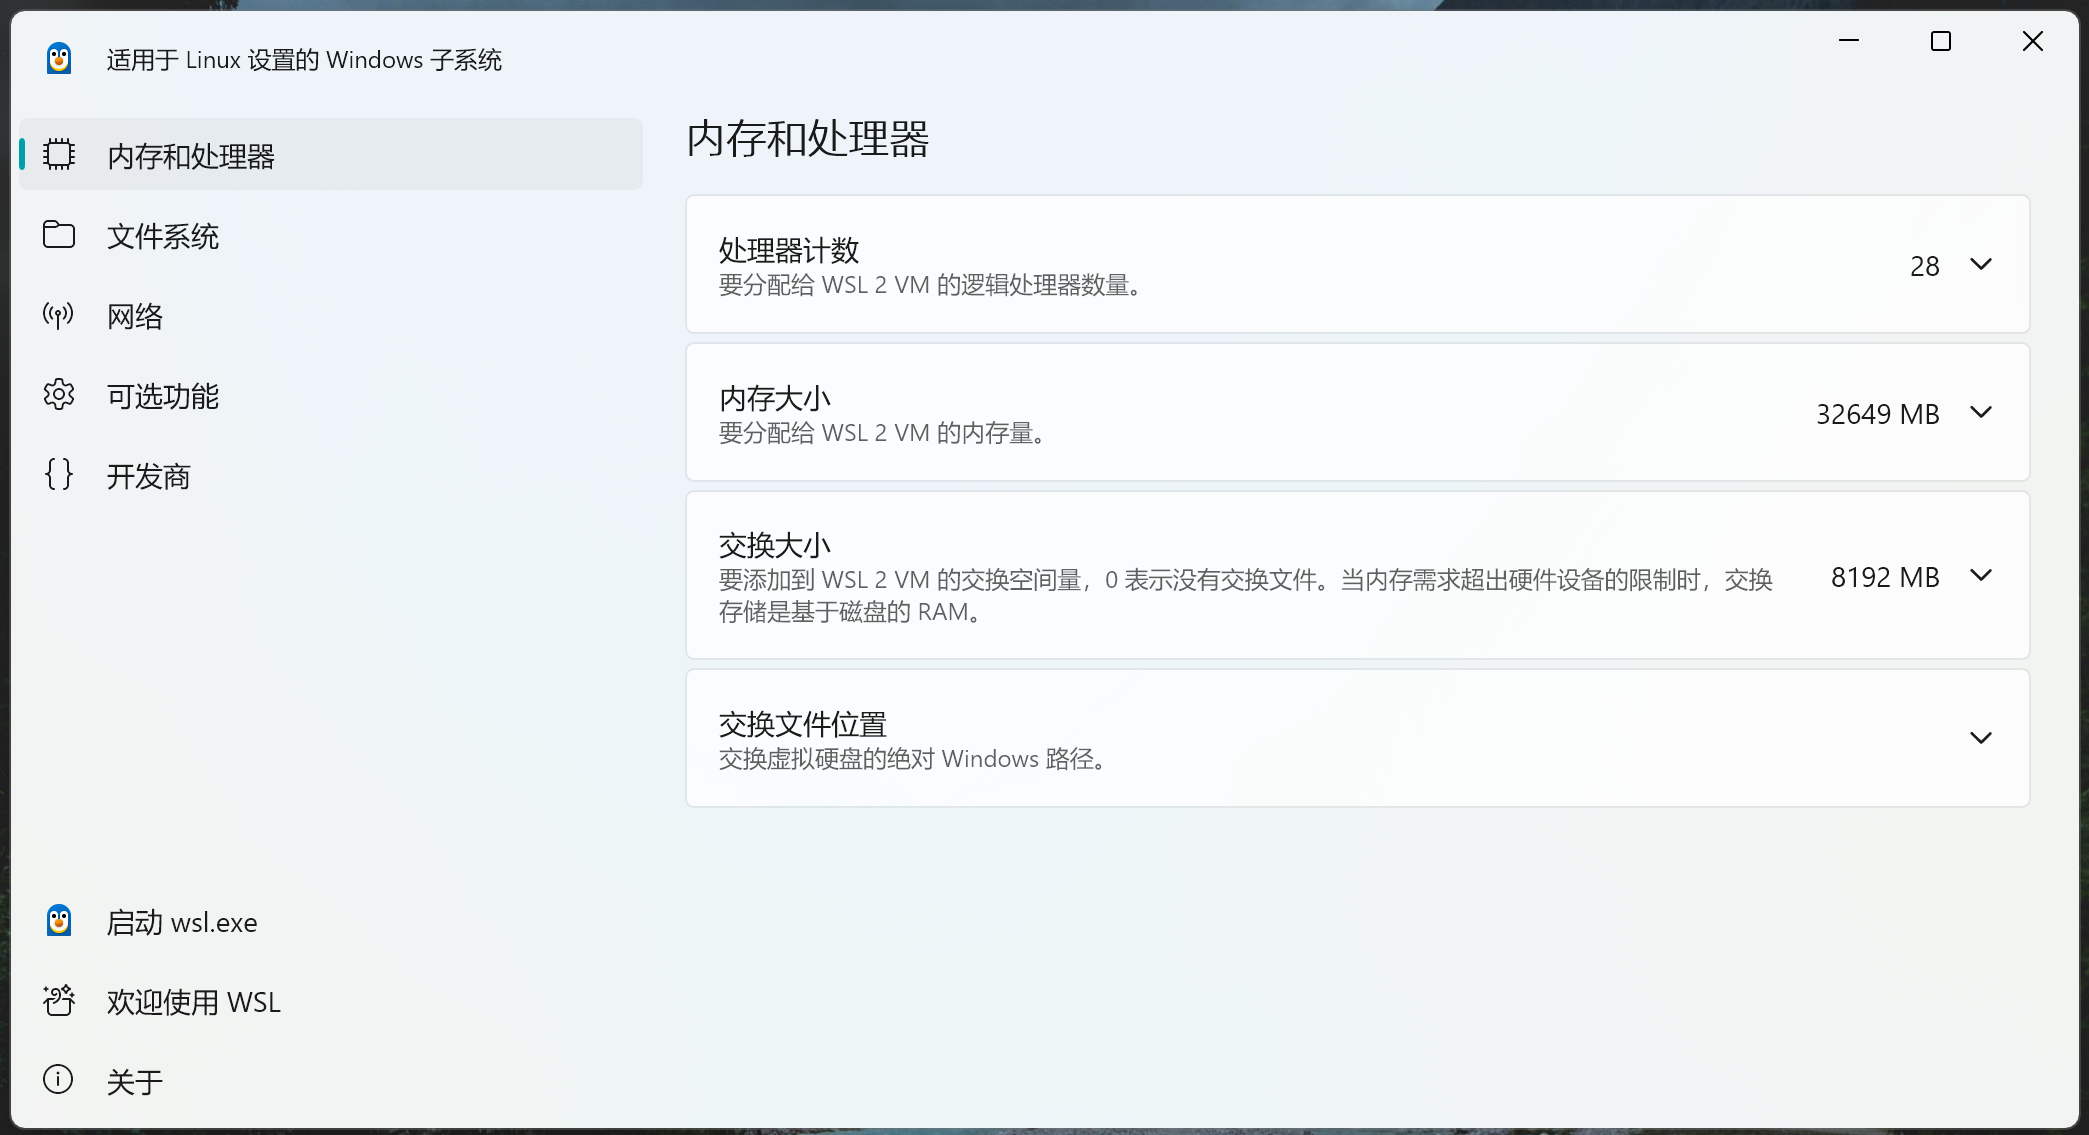 适用于 Linux 设置的 Windows 子系统
内存和处理器
文件系统
网络
可选功能
开发商
启动 wsl.exe
欢迎使用 WSL
关于
内存和处理器
处理器计数
要分配给 WSL 2 VM 的逻辑处理器数量。
28
内存大小
要分配给 WSL 2 VM 的内存量。
32649 MB
交换大小
要添加到 WSL 2 VM 的交换空间量，0 表示没有交换文件。当内存需求超出硬件设备的限制时，交换
存储是基于磁盘的 RAM。
8192 MB
交换文件位置
交换虚拟硬盘的绝对 Windows 路径。